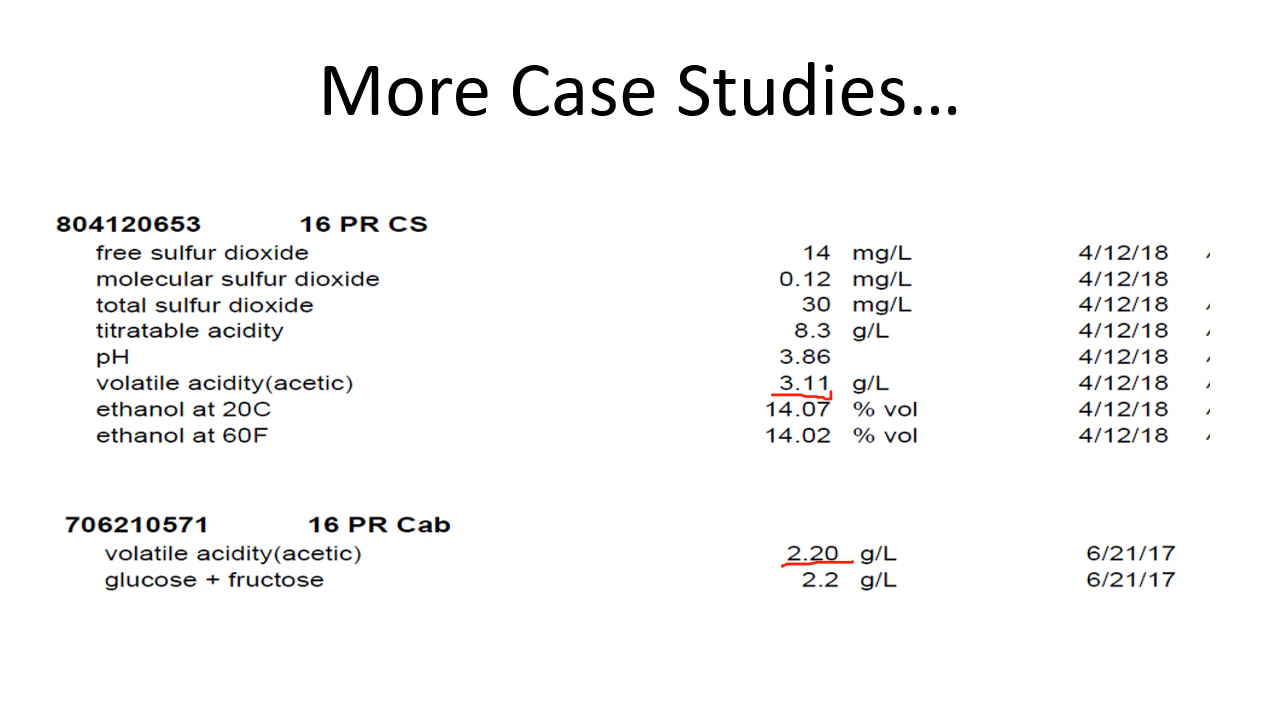 More Case Studies…
804120653 16 PR CS
free sulfur dioxide 14 mg/L 4/12/18
molecular sulfur dioxide 0.12 mg/L 4/12/18
total sulfur dioxide 30 mg/L 4/12/18
titratable acidity 8.3 g/L 4/12/18
pH 3.86 4/12/18
volatile acidity(acetic) 3.11 g/L 4/12/18
ethanol at 20C 14.07 % vol 4/12/18
ethanol at 60F 14.02 % vol 4/12/18
706210571 16 PR Cab
volatile acidity(acetic) 2.20 g/L 6/21/17
glucose + fructose 2.2 g/L 6/21/17